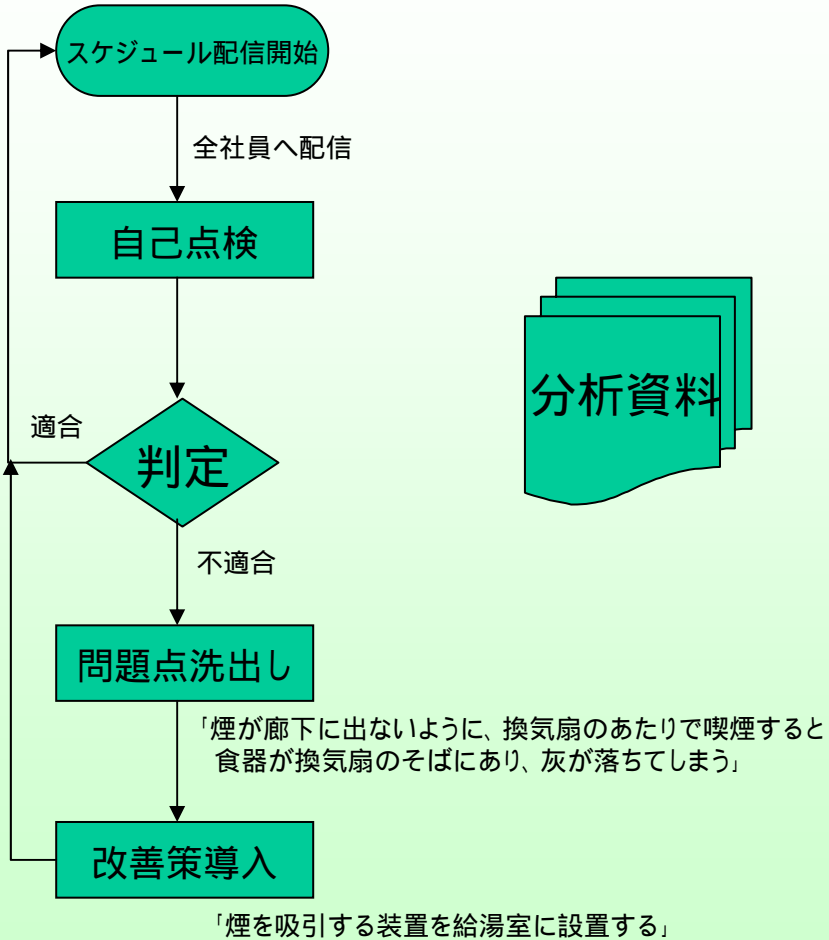 スケジュール配信開始
全社員へ配信
自己点検
分析資料
適合
判定
不適合
問題点洗出し
「煙が廊下に出ないように、換気扇のあたりで喫煙すると
食器が換気扇のそばにあり、灰が落ちてしまう」
改善策導入
「煙を吸引する装置を給湯室に設置する」